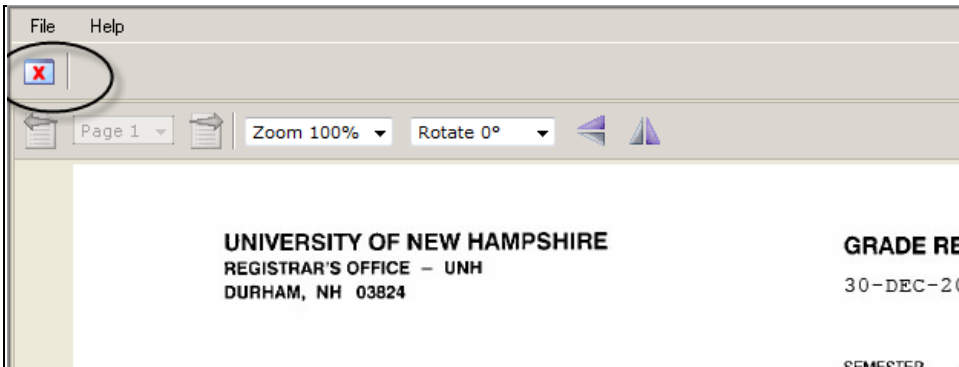 File Help
X
Page 1 Zoom 100% Rotate 0°
UNIVERSITY OF NEW HAMPSHIRE
REGISTRAR'S OFFICE – UNH
DURHAM, NH 03824
GRADE RE
30-DEC-20
SEMESTER